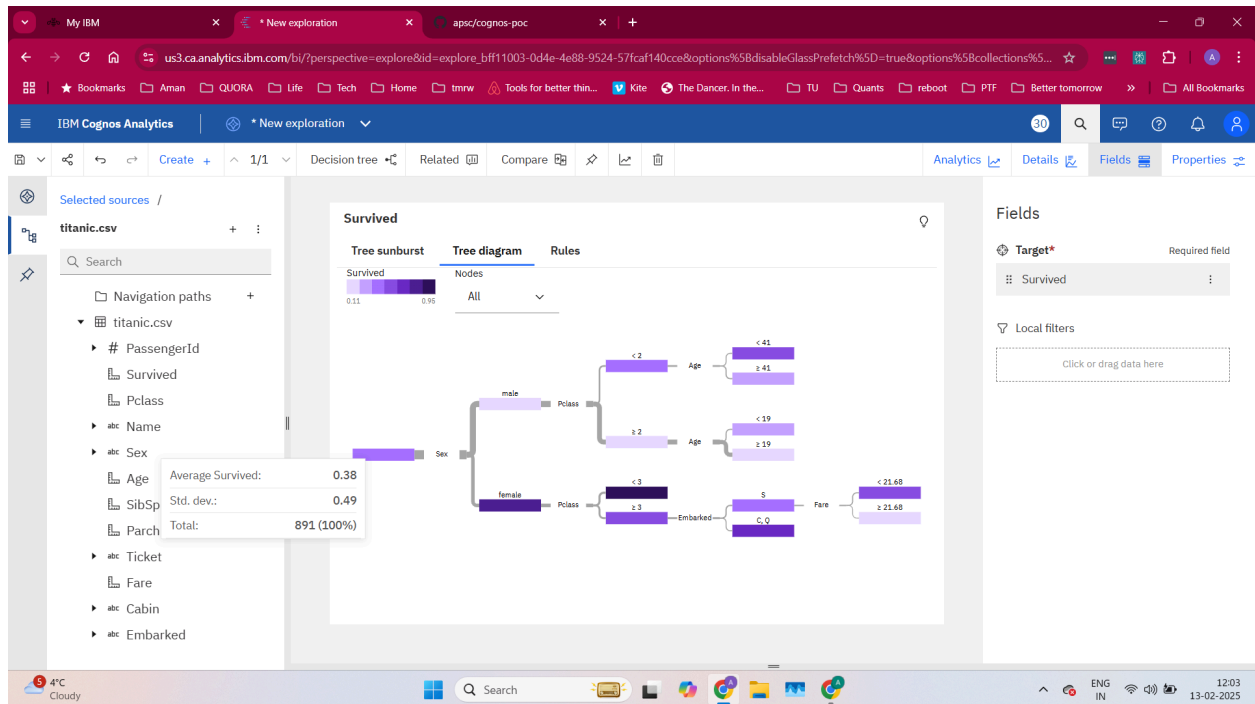 My IBM
* New exploration
apsc/cognos-poc
us3.ca.analytics.ibm.com/bi/?perspective=explore&id=explore_bff11003-0d4e-4e88-9524-57fcaf140cce&options%5BdisableGlassPrefetch%5D=true&options%5Bcollections%5...
A
Bookmarks Aman QUORA Life Tech Home tmrw Tools for better thin... Kite The Dancer. In the... TU Quants reboot PTF Better tomorrow » All Bookmarks
IBM Cognos Analytics * New exploration 30
Create + 1/1 Decision tree Related Compare Analytics Details Fields Properties
Selected sources /
titanic.csv
Search
Navigation paths +
titanic.csv
# PassengerId
Survived
Pclass
abc Name
abc Sex
Age
SibSp
Parch
abc Ticket
Fare
abc Cabin
abc Embarked
Average Survived: 0.38
Std. dev.: 0.49
Total: 891 (100%)
Survived
Tree sunburst Tree diagram Rules
Survived Nodes
0.11 0.95 All
< 41
< 2 Age
≥ 41
male Pclass
< 19
≥ 2 Age
≥ 19
Sex
< 3 < 21.68
female Pclass S Fare
≥ 3 Embarked ≥ 21.68
C, Q
Fields
Target* Required field
Survived
Local filters
Click or drag data here
5 4°C
Cloudy
Search
ENG
IN
12:03
13-02-2025